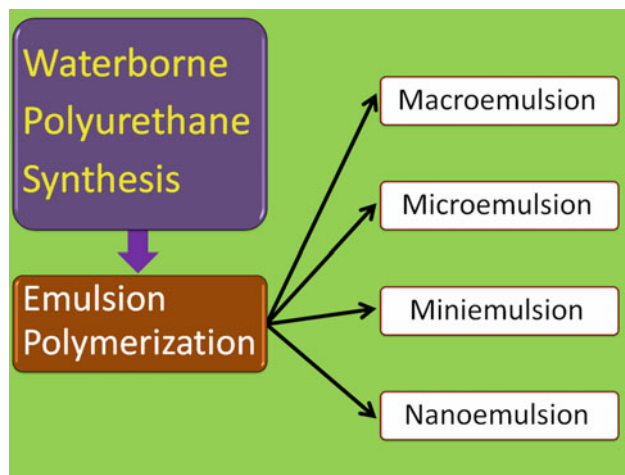 Waterborne
Polyurethane
Synthesis
Emulsion
Polymerization
Macroemulsion
Microemulsion
Miniemulsion
Nanoemulsion